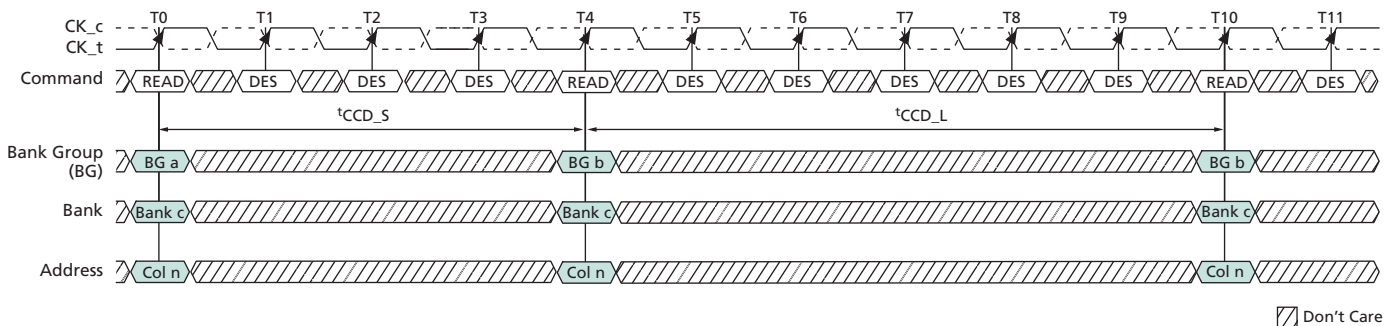 T0 T1 T2 T3 T4 T5 T6 T7 T8 T9 T10 T11
CK_c
CK_t
Command READ DES DES DES READ DES DES DES DES DES READ DES
tCCD_S tCCD_L
Bank Group
(BG)
BG a BG b BG b
Bank Bank c Bank c Bank c
Address Col n Col n Col n
Don't Care